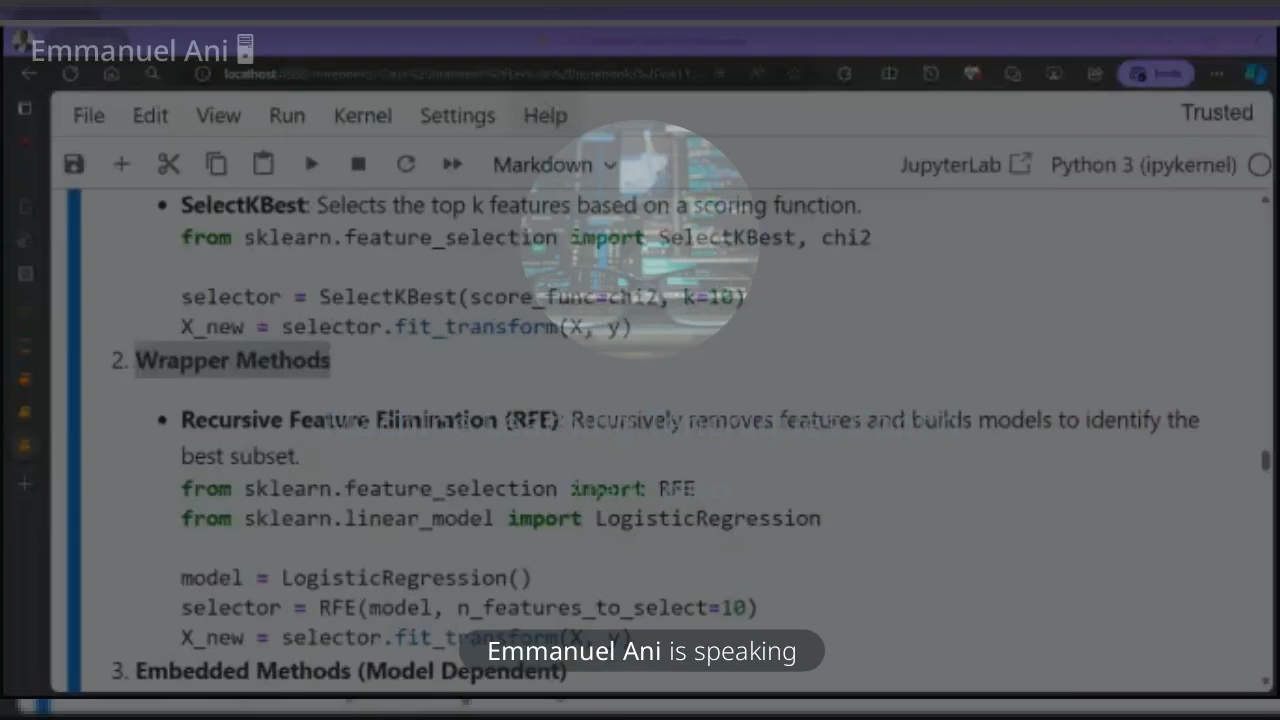 Emmanuel Ani
File Edit View Run Kernel Settings Help Trusted
Markdown JupyterLab Python 3 (ipykernel)
• SelectKBest: Selects the top k features based on a scoring function.
from sklearn.feature_selection import SelectKBest, chi2
selector = SelectKBest(score_func=chi2, k=10)
X_new = selector.fit_transform(X, y)
2. Wrapper Methods
• Recursive Feature Elimination (RFE): Recursively removes features and builds models to identify the
best subset.
from sklearn.feature_selection import RFE
from sklearn.linear_model import LogisticRegression
model = LogisticRegression()
selector = RFE(model, n_features_to_select=10)
X_new = selector.fit_transform(X, y)
Emmanuel Ani is speaking
3. Embedded Methods (Model Dependent)